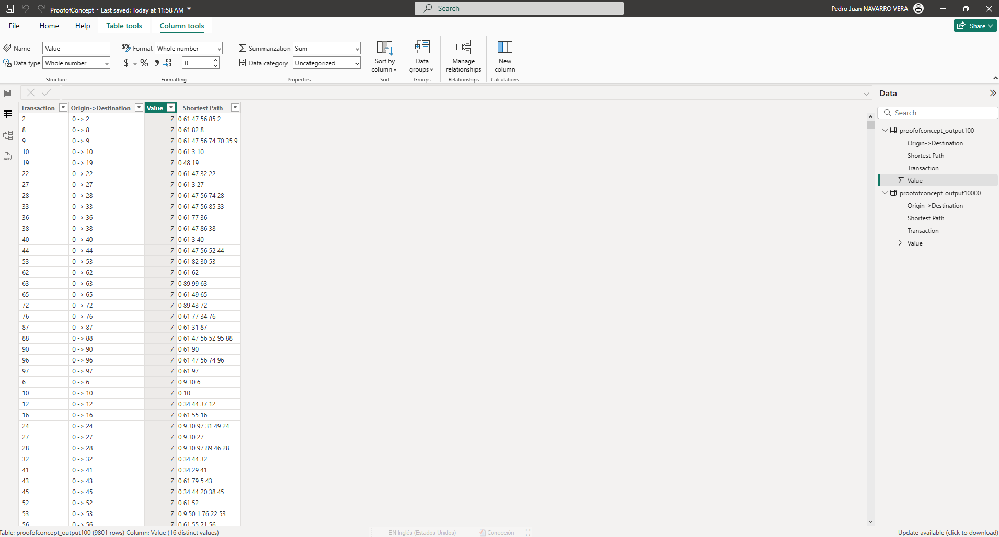 ProofofConcept • Last saved: Today at 11:58 AM
Search
Pedro Juan NAVARRO VERA
File Home Help Table tools Column tools
Share
Name Value
Data type Whole number
Structure
Format Whole number
$ % 0
Formatting
Summarization Sum
Data category Uncategorized
Properties
Sort by column
Sort
Data groups
Groups
Manage relationships
Relationships
New column
Calculations
Transaction Origin->Destination Value Shortest Path
2 0 -> 2 7 0 61 47 56 85 2
8 0 -> 8 7 0 61 82 8
9 0 -> 9 7 0 61 47 56 74 70 35 9
10 0 -> 10 7 0 61 3 10
19 0 -> 19 7 0 48 19
22 0 -> 22 7 0 61 47 32 22
27 0 -> 27 7 0 61 3 27
28 0 -> 28 7 0 61 47 56 74 28
33 0 -> 33 7 0 61 47 56 85 33
36 0 -> 36 7 0 61 77 36
38 0 -> 38 7 0 61 47 86 38
40 0 -> 40 7 0 61 3 40
44 0 -> 44 7 0 61 47 56 52 44
53 0 -> 53 7 0 61 82 30 53
62 0 -> 62 7 0 61 62
63 0 -> 63 7 0 89 99 63
65 0 -> 65 7 0 61 49 65
72 0 -> 72 7 0 89 43 72
76 0 -> 76 7 0 61 77 34 76
87 0 -> 87 7 0 61 31 87
88 0 -> 88 7 0 61 47 56 52 95 88
90 0 -> 90 7 0 61 90
96 0 -> 96 7 0 61 47 56 74 96
97 0 -> 97 7 0 61 97
6 0 -> 6 7 0 9 30 6
10 0 -> 10 7 0 10
12 0 -> 12 7 0 34 44 37 12
16 0 -> 16 7 0 61 55 16
24 0 -> 24 7 0 9 30 97 31 49 24
27 0 -> 27 7 0 9 30 27
28 0 -> 28 7 0 9 30 97 89 46 28
32 0 -> 32 7 0 34 44 32
41 0 -> 41 7 0 34 29 41
43 0 -> 43 7 0 61 79 5 43
45 0 -> 45 7 0 34 44 20 38 45
52 0 -> 52 7 0 61 52
53 0 -> 53 7 0 9 50 1 76 22 53
56 0 -> 56 7 0 61 55 21 56
Data
Search
proofofconcept_output100
Origin->Destination
Shortest Path
Transaction
Value
proofofconcept_output10000
Origin->Destination
Shortest Path
Transaction
Value
Table: proofofconcept_output100 (9801 rows) Column: Value (16 distinct values)
EN Inglés (Estados Unidos) Corrección
Update available (click to download)